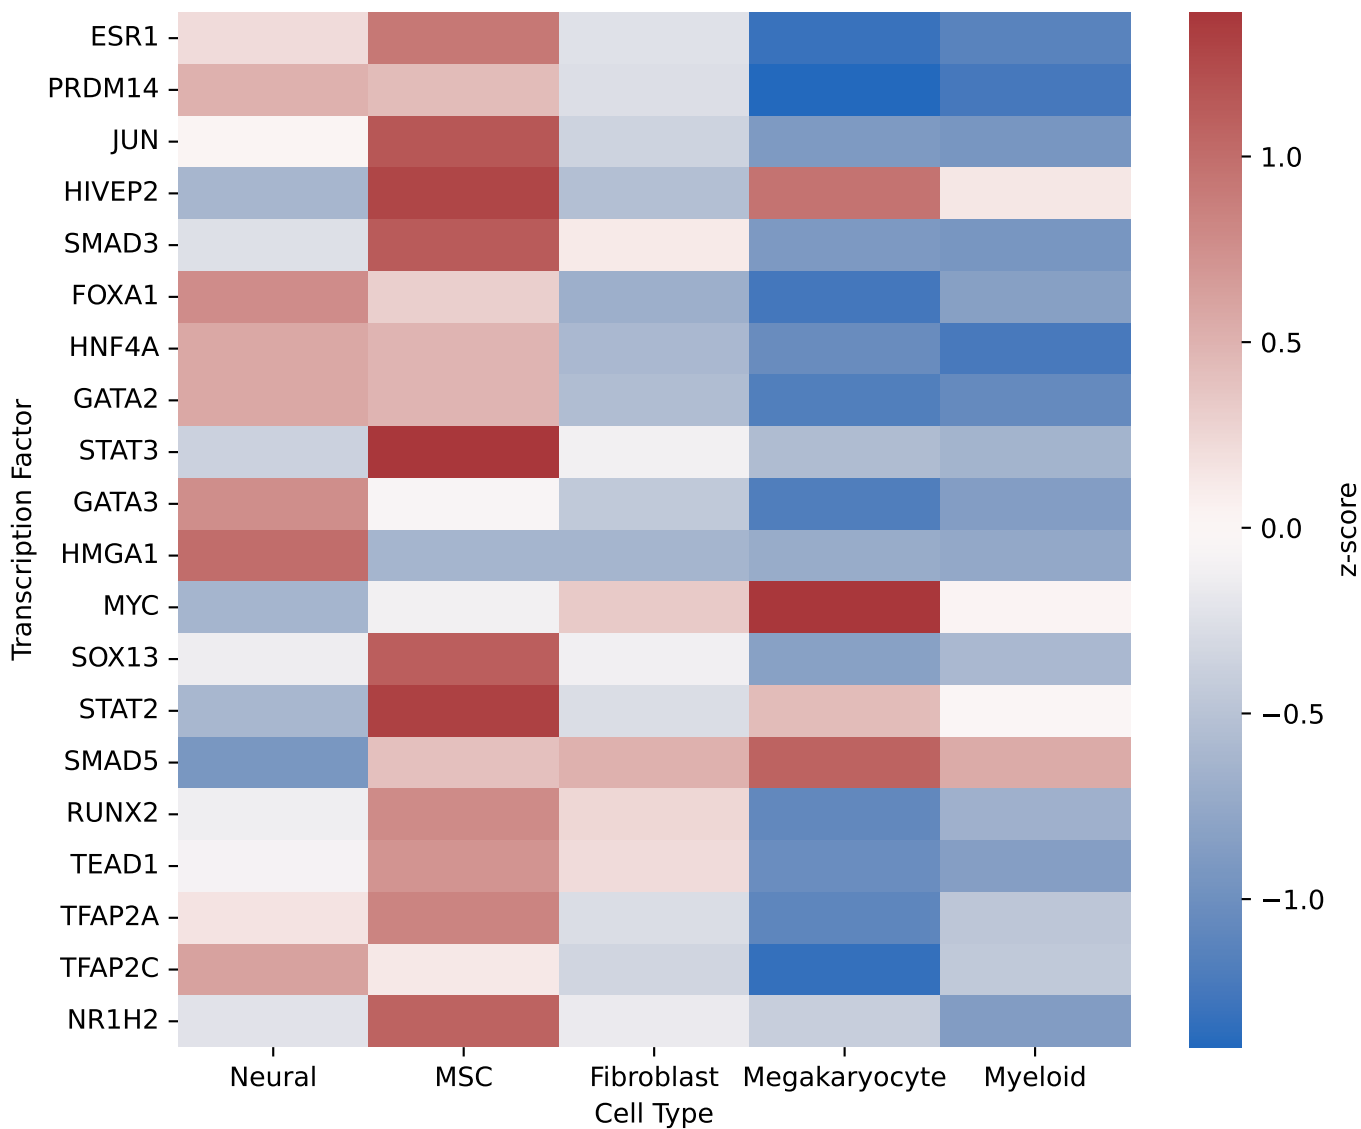 ESR1
PRDM14
JUN
HIVEP2
SMAD3
FOXA1
HNF4A
GATA2
STAT3
GATA3
HMGA1
MYC
SOX13
STAT2
SMAD5
RUNX2
TEAD1
TFAP2A
TFAP2C
NR1H2
Transcription Factor
Neural
MSC
Fibroblast
Megakaryocyte
Myeloid
Cell Type
1.0
0.5
0.0
−0.5
−1.0
z-score